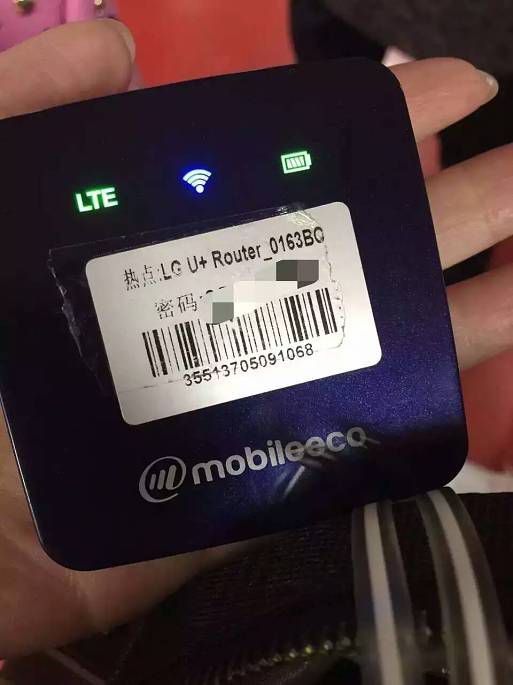 LTE
热点:LG U+ Router_0163BC
密码:
35513705091068
mobileeco